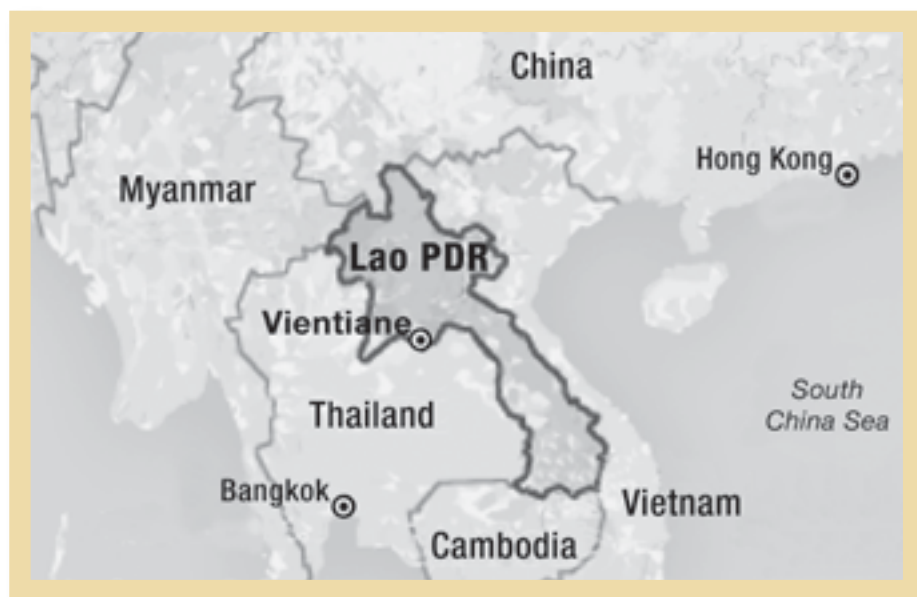 China
Hong Kong
Myanmar
Lao PDR
Vientiane
South
China Sea
Thailand
Bangkok
Vietnam
Cambodia